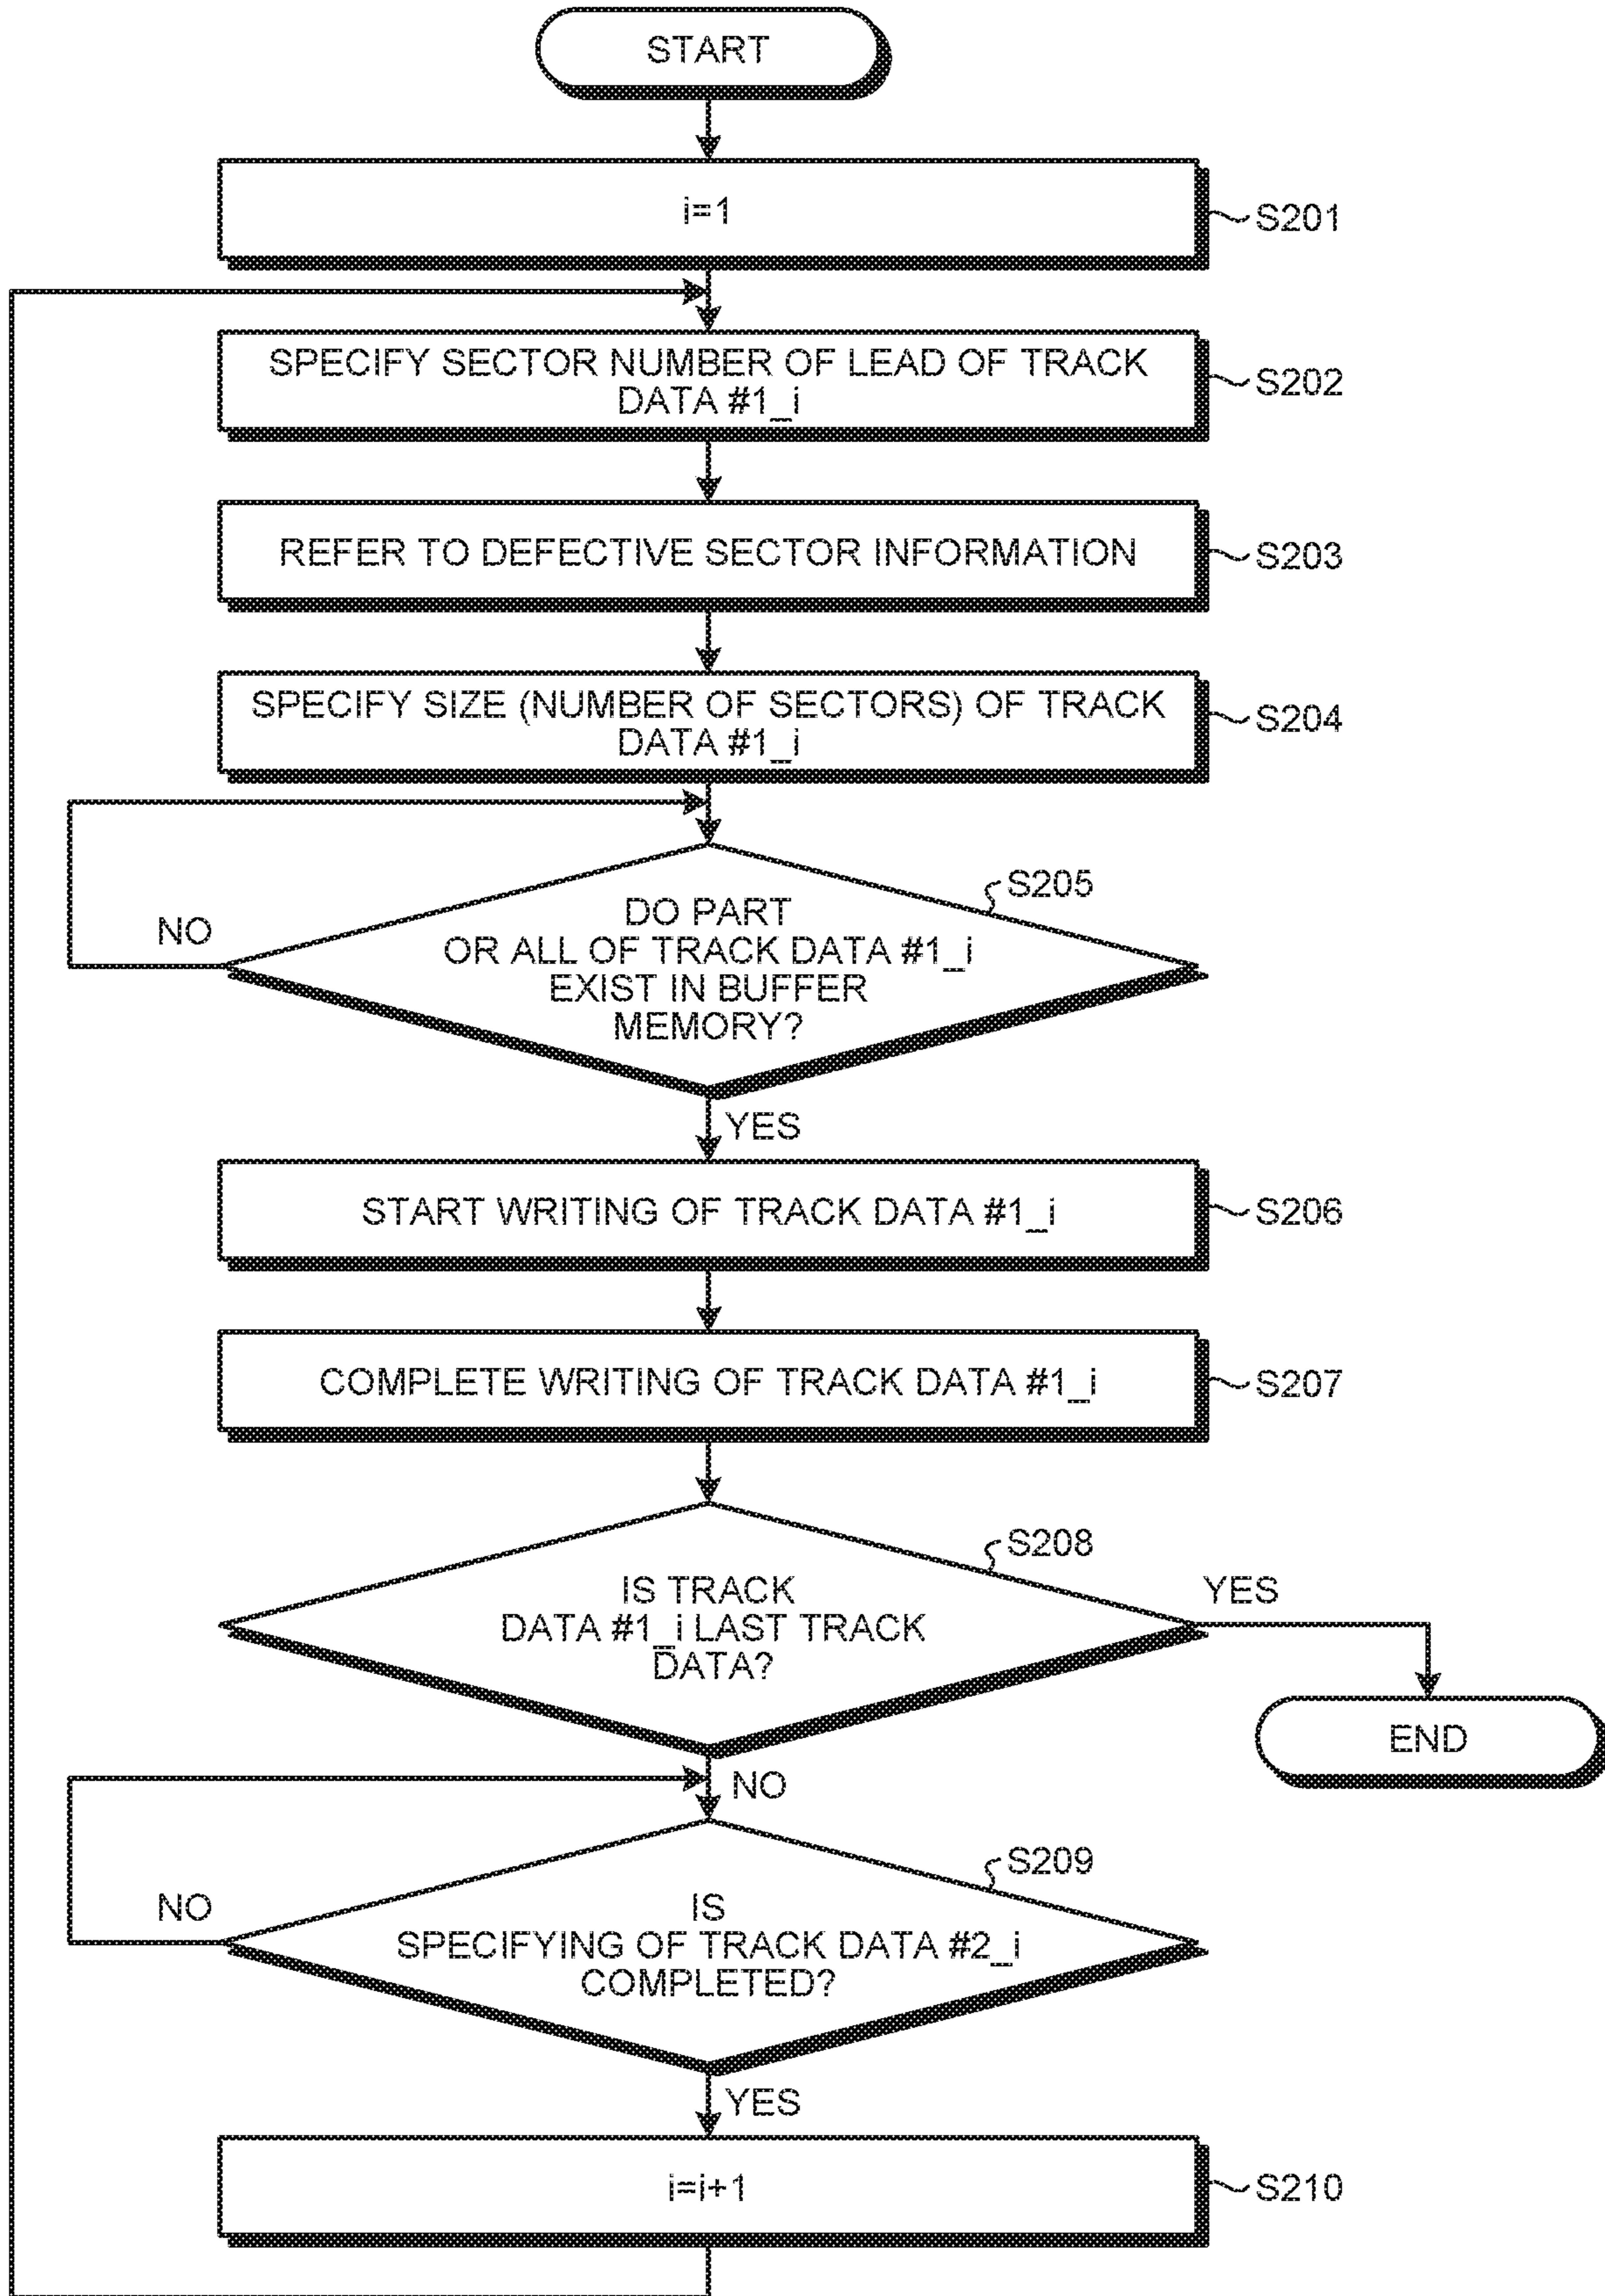 START
i=1
S201
SPECIFY SECTOR NUMBER OF LEAD OF TRACK
DATA #1_i
S202
REFER TO DEFECTIVE SECTOR INFORMATION
S203
SPECIFY SIZE (NUMBER OF SECTORS) OF TRACK
DATA #1_i
S204
S205
DO PART
OR ALL OF TRACK DATA #1_i
EXIST IN BUFFER
MEMORY?
NO
YES
START WRITING OF TRACK DATA #1_i
S206
COMPLETE WRITING OF TRACK DATA #1_i
S207
S208
IS TRACK
DATA #1_i LAST TRACK
DATA?
YES
END
NO
S209
IS
SPECIFYING OF TRACK DATA #2_i
COMPLETED?
NO
YES
i=i+1
S210